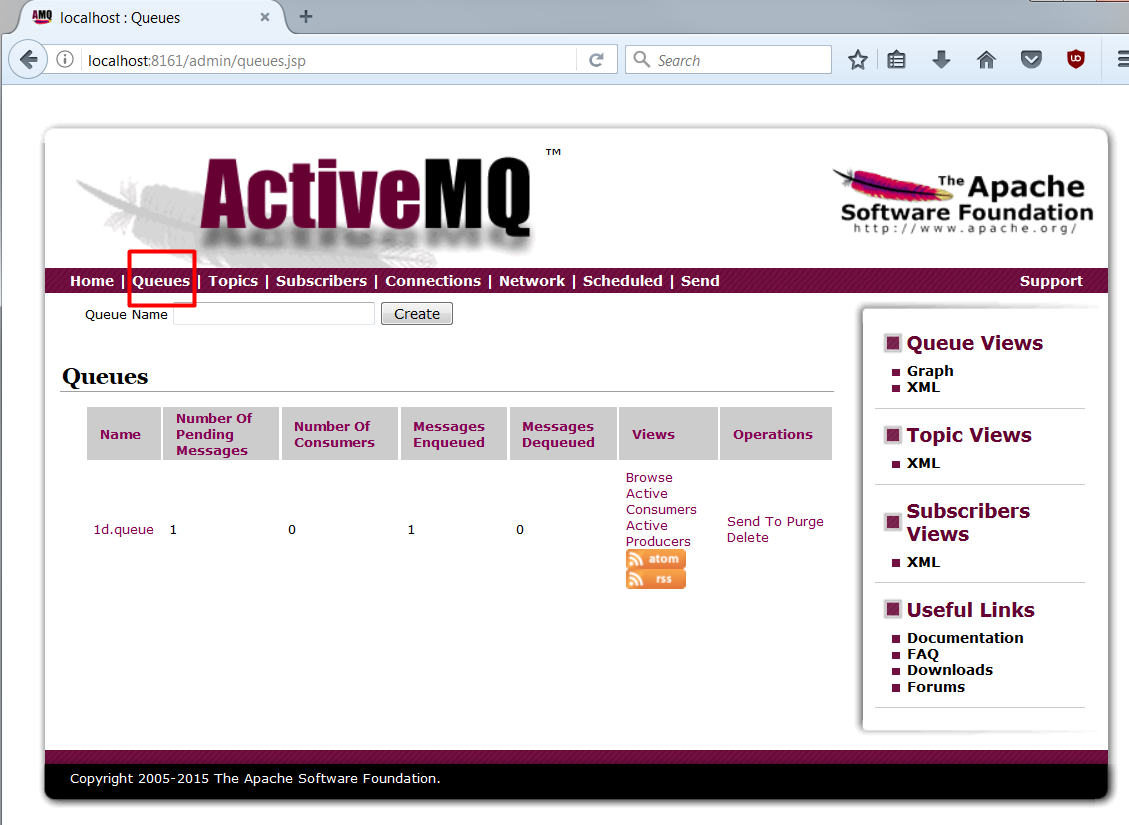 AMQ localhost : Queues
localhost:8161/admin/queues.jsp
Search
ActiveMQ ™
The Apache
Software Foundation
http://www.apache.org/
Home | Queues | Topics | Subscribers | Connections | Network | Scheduled | Send
Support
Queue Name
Create
Queues
Name
Number Of
Pending
Messages
Number Of
Consumers
Messages
Enqueued
Messages
Dequeued
Views
Operations
1d.queue 1 0 1 0
Browse
Active
Consumers
Active
Producers
atom
rss
Send To Purge
Delete
Queue Views
Graph
XML
Topic Views
XML
Subscribers
Views
XML
Useful Links
Documentation
FAQ
Downloads
Forums
Copyright 2005-2015 The Apache Software Foundation.